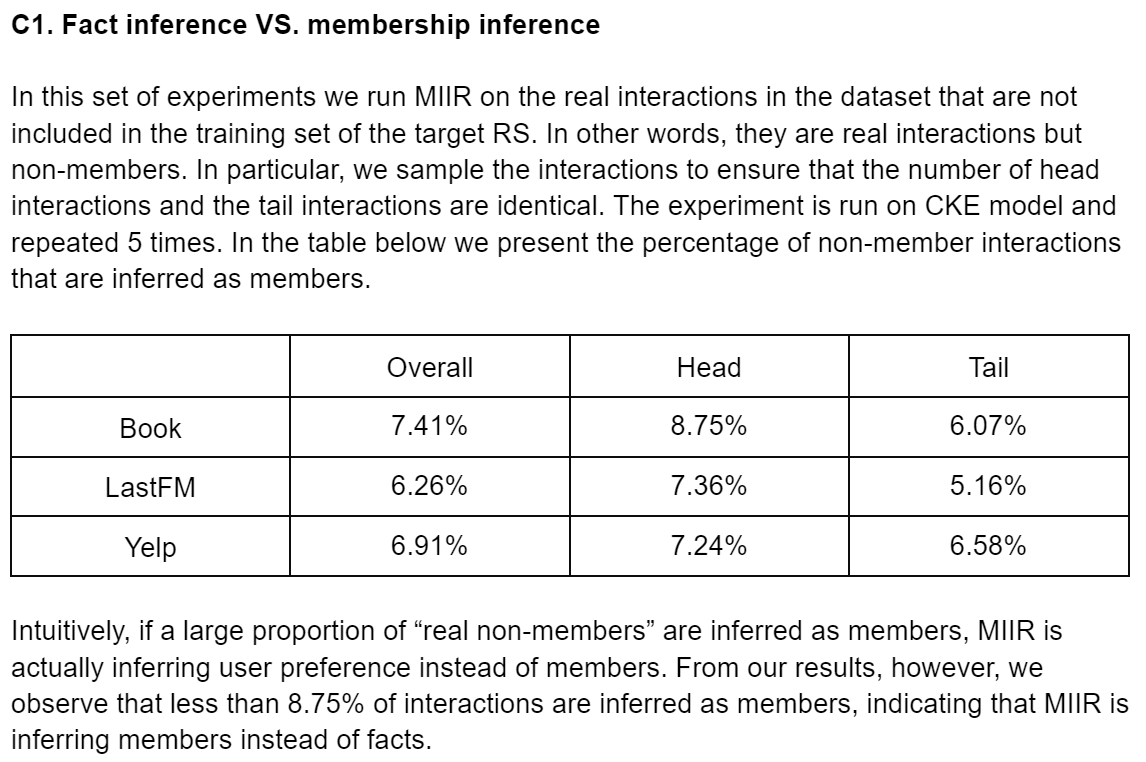 C1. Fact inference VS. membership inference
In this set of experiments we run MIIR on the real interactions in the dataset that are not
included in the training set of the target RS. In other words, they are real interactions but
non-members. In particular, we sample the interactions to ensure that the number of head
interactions and the tail interactions are identical. The experiment is run on CKE model and
repeated 5 times. In the table below we present the percentage of non-member interactions
that are inferred as members.
Overall Head Tail
Book 7.41% 8.75% 6.07%
LastFM 6.26% 7.36% 5.16%
Yelp 6.91% 7.24% 6.58%
Intuitively, if a large proportion of “real non-members” are inferred as members, MIIR is
actually inferring user preference instead of members. From our results, however, we
observe that less than 8.75% of interactions are inferred as members, indicating that MIIR is
inferring members instead of facts.